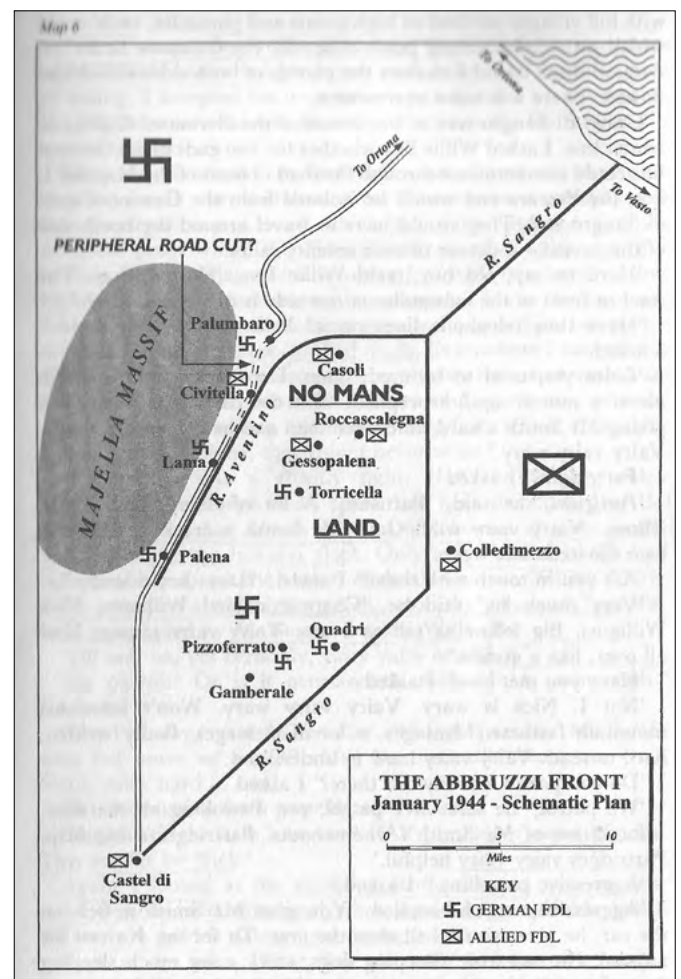 Map 6
To Ortona
To Ortona
To Vasto
R. Sangro
PERIPHERAL ROAD CUT?
MAJELLA MASSIF
Palumbaro
Casoli
Civitella
NO MANS
Roccascalegna
R. Aventino
Gessopalena
Lama
Torricella
LAND
Colledimezzo
Palena
Quadri
Pizzoferrato
Gamberale
R. Sangro
Castel di
Sangro
THE ABBRUZZI FRONT
January 1944 - Schematic Plan
0 5 10
Miles
KEY
GERMAN FDL
ALLIED FDL